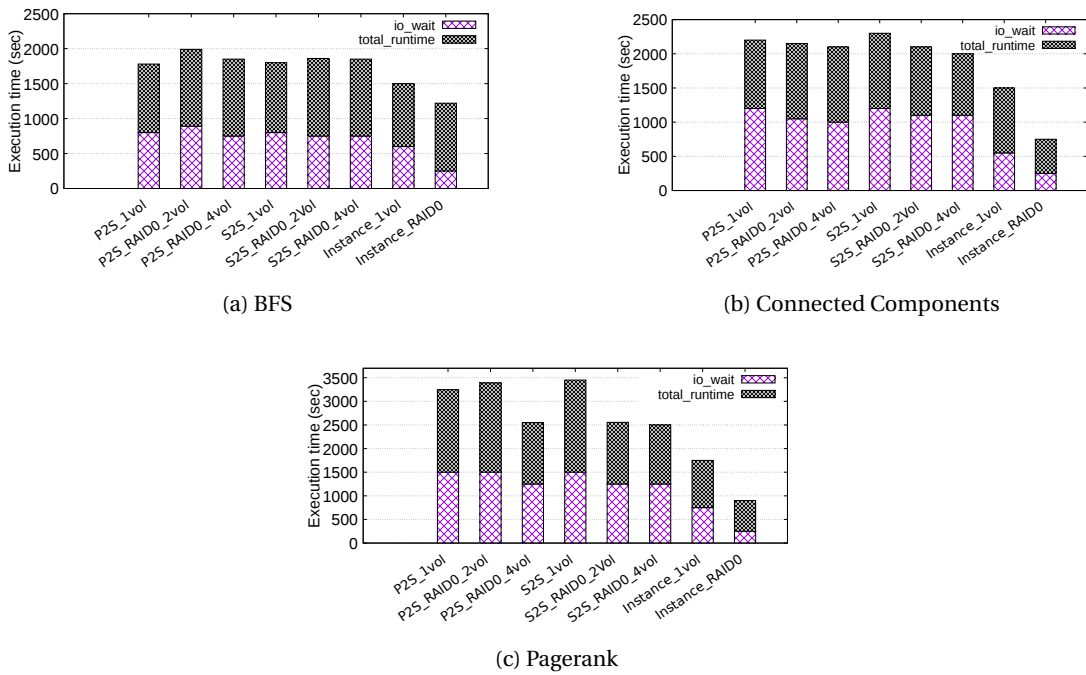 2500
2000
1500
1000
500
0
Execution time (sec)
io_wait
total_runtime
P2S_1vol
P2S_RAID0_2vol
P2S_RAID0_4vol
S2S_1vol
S2S_RAID0_2Vol
S2S_RAID0_4vol
Instance_1vol
Instance_RAID0
(a) BFS
2500
2000
1500
1000
500
0
Execution time (sec)
io_wait
total_runtime
P2S_1vol
P2S_RAID0_2vol
P2S_RAID0_4vol
S2S_1vol
S2S_RAID0_2Vol
S2S_RAID0_4vol
Instance_1vol
Instance_RAID0
(b) Connected Components
3500
3000
2500
2000
1500
1000
500
0
Execution time (sec)
io_wait
total_runtime
P2S_1vol
P2S_RAID0_2vol
P2S_RAID0_4vol
S2S_1vol
S2S_RAID0_2Vol
S2S_RAID0_4vol
Instance_1vol
Instance_RAID0
(c) Pagerank